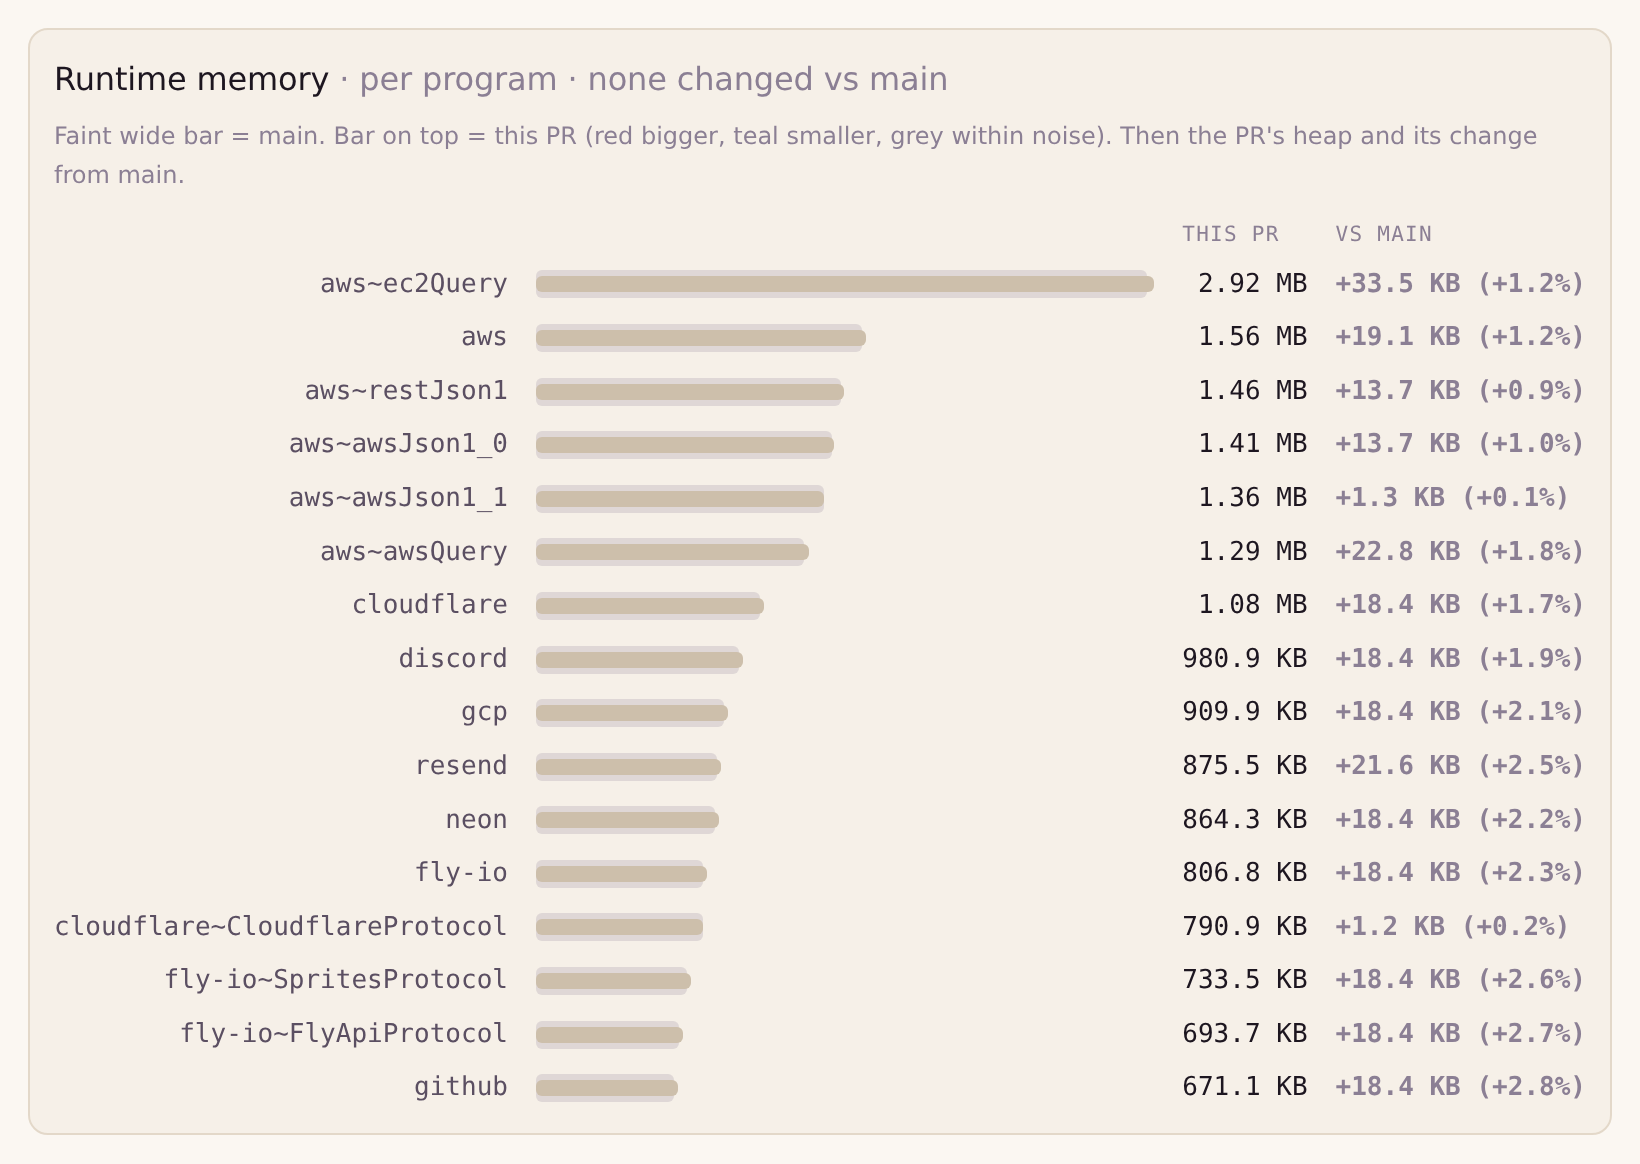 Runtime memory · per program · none changed vs main
Faint wide bar = main. Bar on top = this PR (red bigger, teal smaller, grey within noise). Then the PR's heap and its change
from main.
THIS PR VS MAIN
aws~ec2Query 2.92 MB +33.5 KB (+1.2%)
aws 1.56 MB +19.1 KB (+1.2%)
aws~restJson1 1.46 MB +13.7 KB (+0.9%)
aws~awsJson1_0 1.41 MB +13.7 KB (+1.0%)
aws~awsJson1_1 1.36 MB +1.3 KB (+0.1%)
aws~awsQuery 1.29 MB +22.8 KB (+1.8%)
cloudflare 1.08 MB +18.4 KB (+1.7%)
discord 980.9 KB +18.4 KB (+1.9%)
gcp 909.9 KB +18.4 KB (+2.1%)
resend 875.5 KB +21.6 KB (+2.5%)
neon 864.3 KB +18.4 KB (+2.2%)
fly-io 806.8 KB +18.4 KB (+2.3%)
cloudflare~CloudflareProtocol 790.9 KB +1.2 KB (+0.2%)
fly-io~SpritesProtocol 733.5 KB +18.4 KB (+2.6%)
fly-io~FlyApiProtocol 693.7 KB +18.4 KB (+2.7%)
github 671.1 KB +18.4 KB (+2.8%)